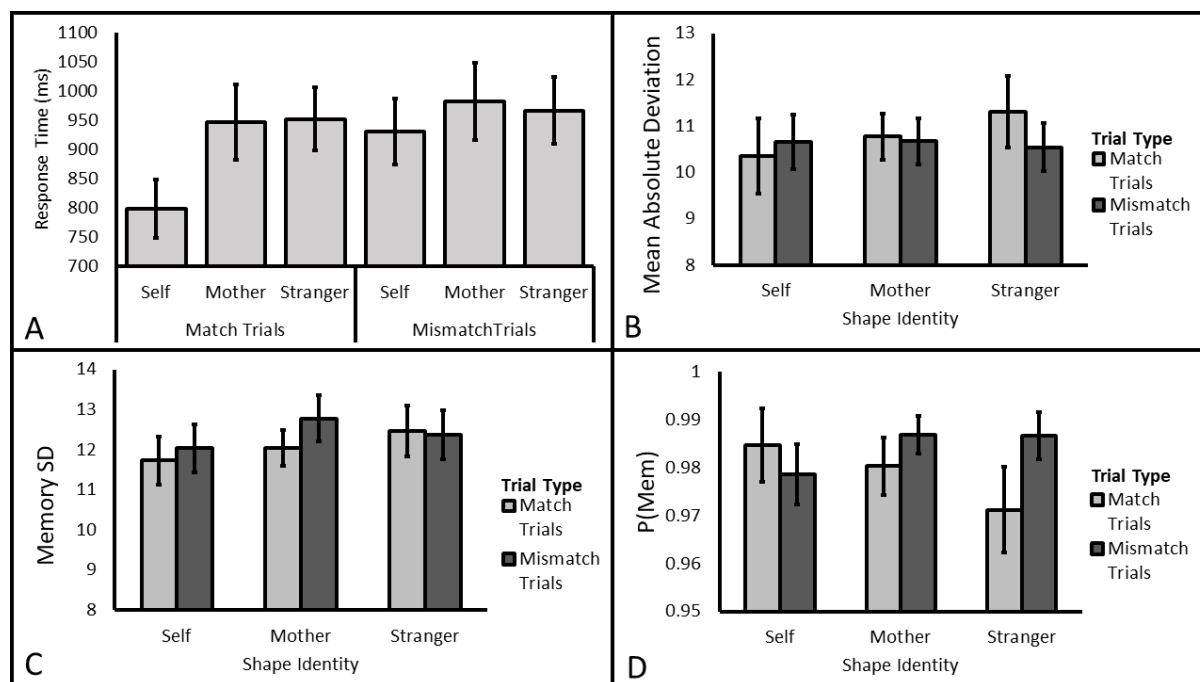 1100
1050
1000
950
900
850
800
750
700
Response Time (ms)
Self Mother Stranger Self Mother Stranger
Match Trials MismatchTrials
A
13
12
11
10
9
8
Mean Absolute Deviation
Self Mother Stranger
Shape Identity
Trial Type
Match
Trials
Mismatch
Trials
B
14
13
12
11
10
9
8
Memory SD
Self Mother Stranger
Shape Identity
Trial Type
Match
Trials
Mismatch
Trials
C
1
0.99
0.98
0.97
0.96
0.95
P(Mem)
Self Mother Stranger
Shape Identity
Trial Type
Match
Trials
Mismatch
Trials
D